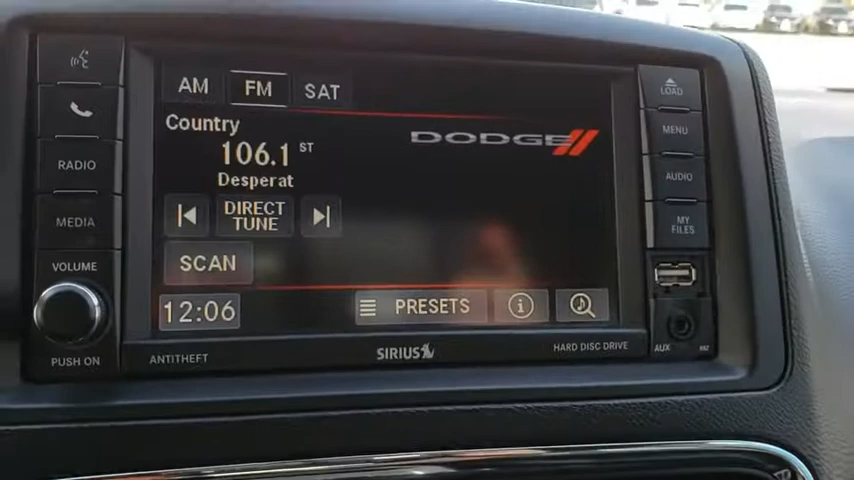 AM FM SAT
LOAD
Country
DODGE
PHONE
106.1 ST
MENU
Desperat
RADIO
AUDIO
DIRECT
TUNE
MEDIA
MY
FILES
SCAN
VOLUME
12:06
PRESETS
i
PUSH ON
ANTITHEFT
SIRIUS
HARD DISC DRIVE
AUX